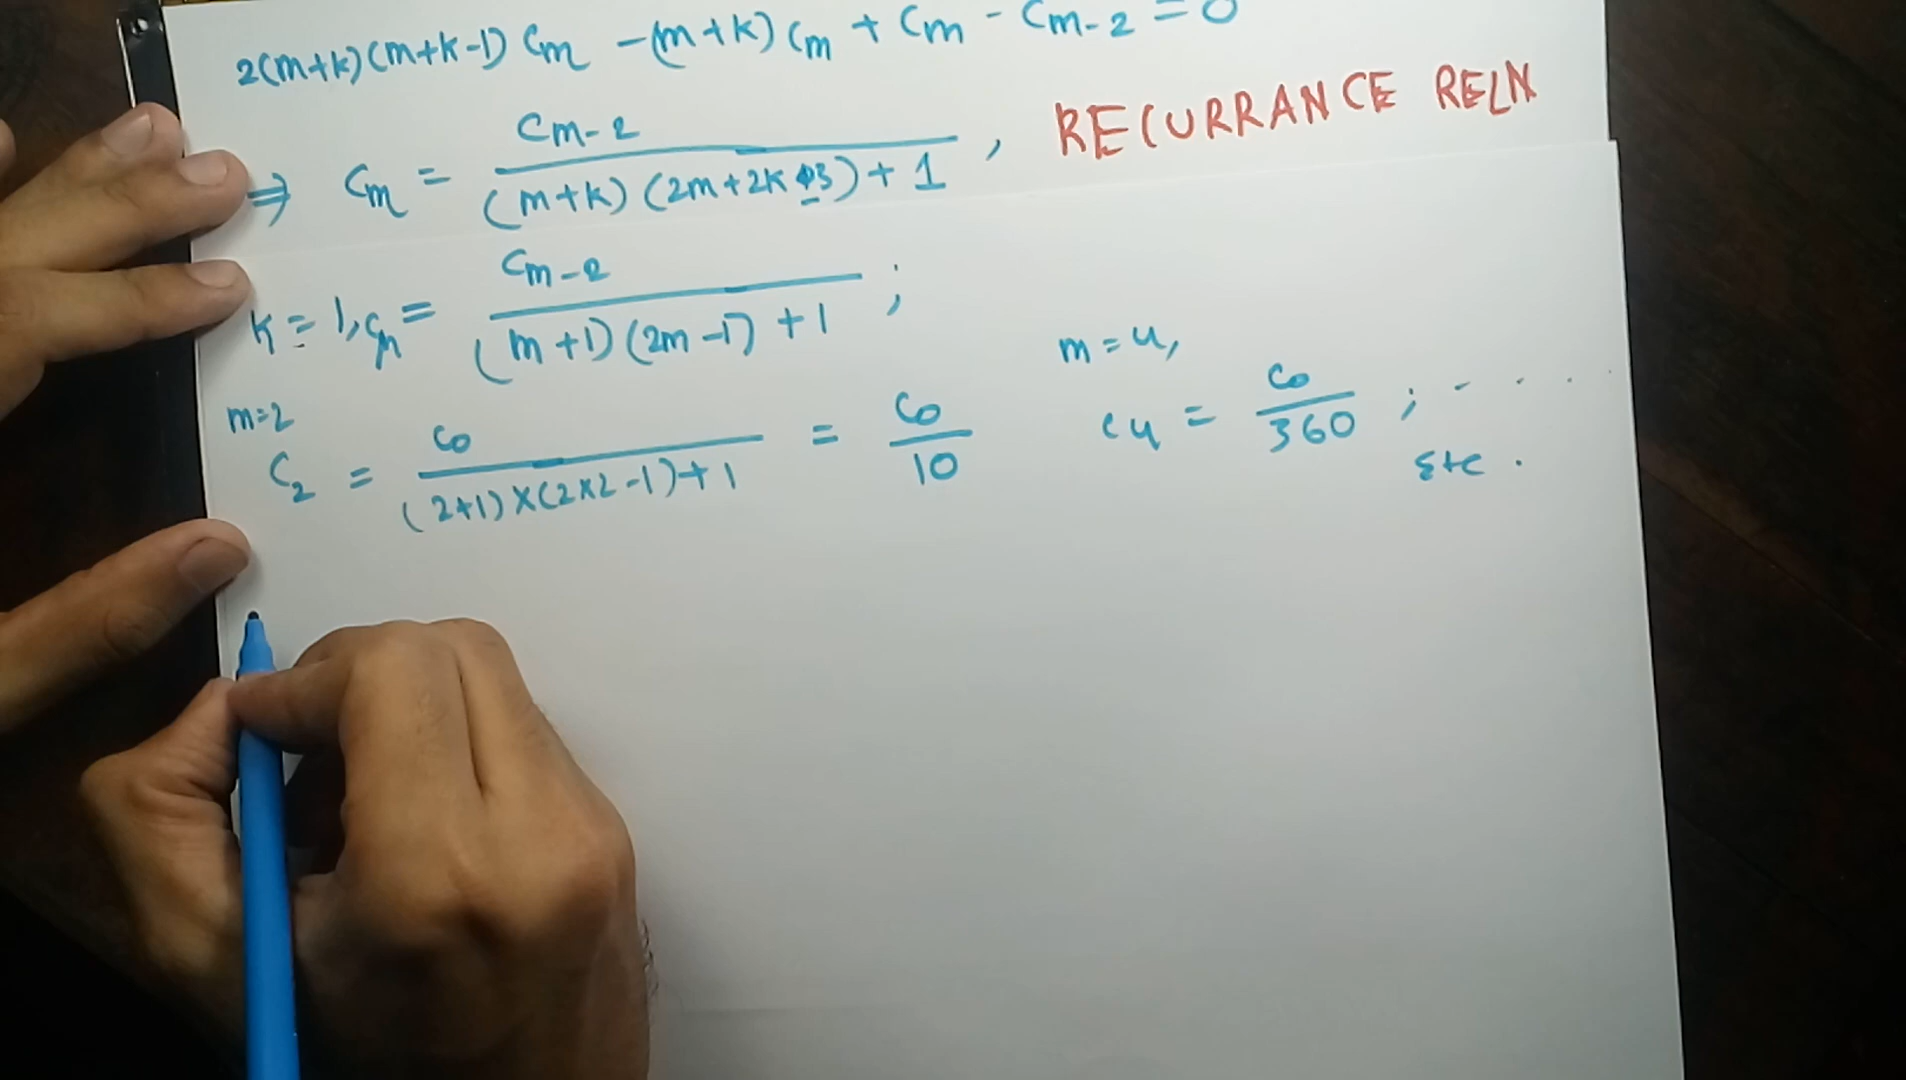 2(m+k)(m+k-1) Cm -(m+k) Cm + Cm - Cm-2 = 0
⇒ Cm = Cm-2 / (m+k) (2m+2k-3) + 1 , RECURRANCE RELN
k = 1, Cm = Cm-2 / (m+1) (2m-1) + 1 ;
m=2
C2 = C0 / (2+1)×(2×2-1)+1 = C0 / 10
m=4,
C4 = C0 / 360 ; - . . .
Etc .